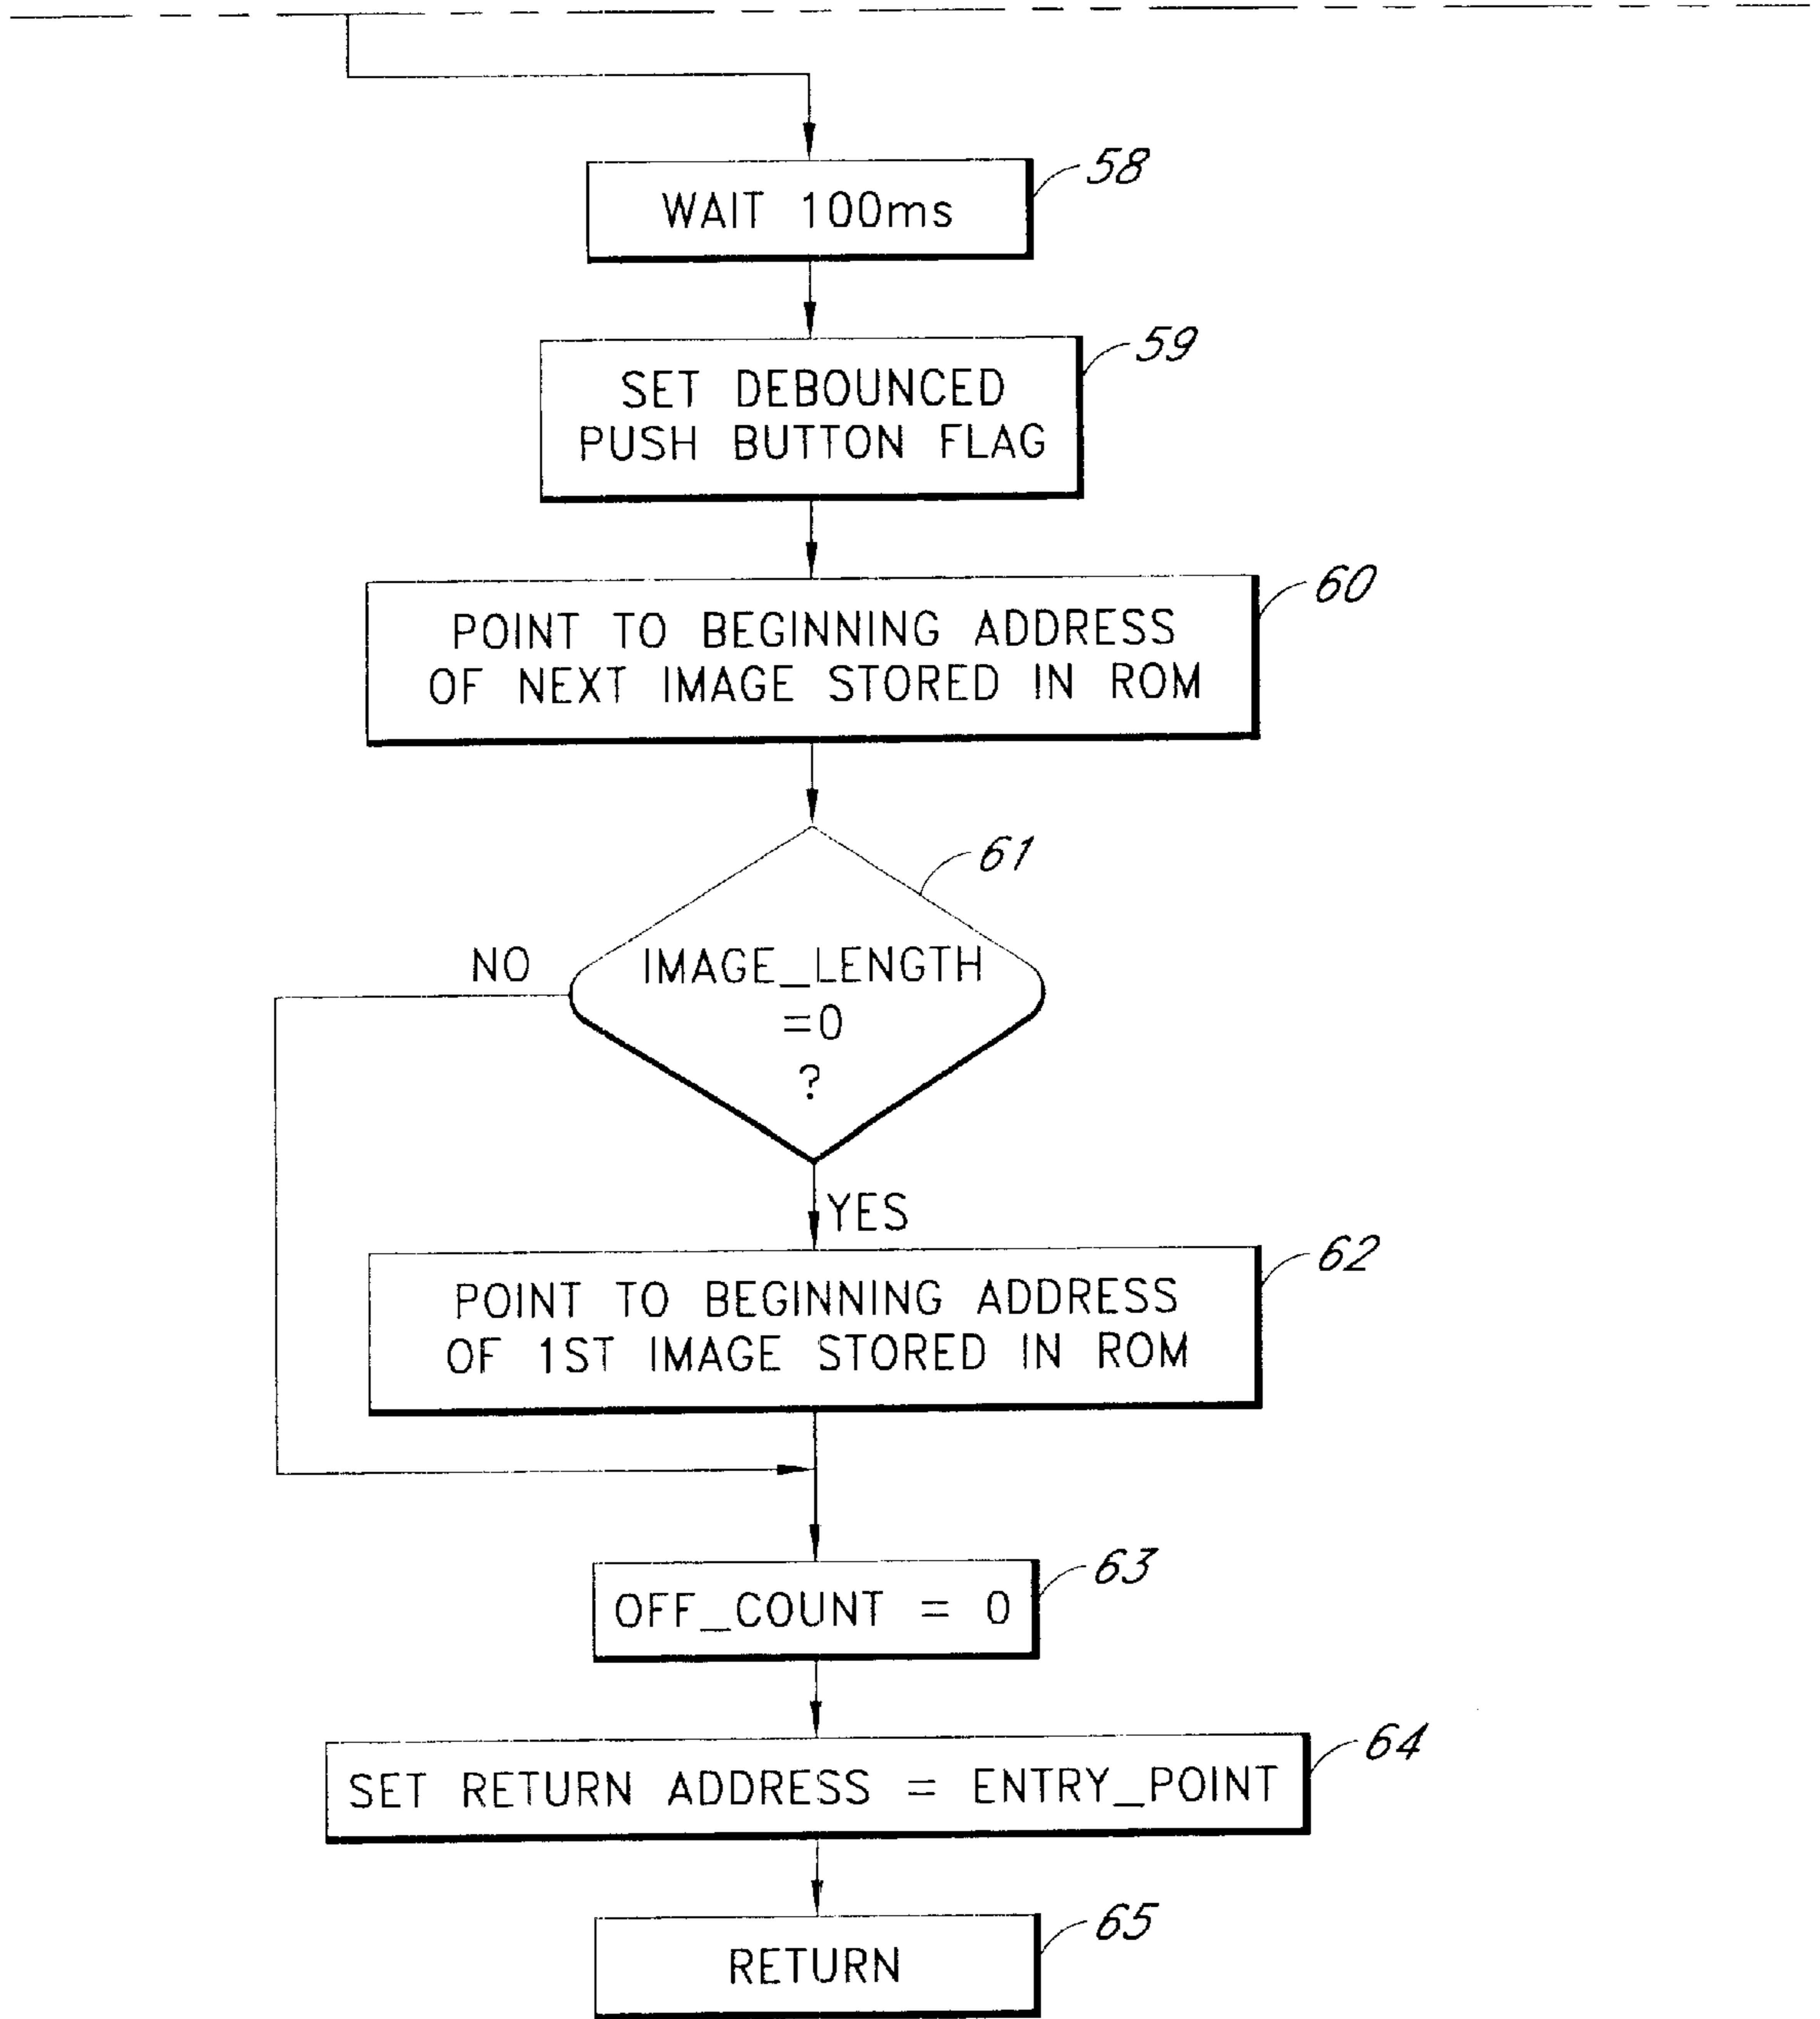 58
WAIT 100ms
59
SET DEBOUNCED
PUSH BUTTON FLAG
60
POINT TO BEGINNING ADDRESS
OF NEXT IMAGE STORED IN ROM
61
NO
IMAGE_LENGTH
=0
?
YES
62
POINT TO BEGINNING ADDRESS
OF 1ST IMAGE STORED IN ROM
63
OFF_COUNT = 0
64
SET RETURN ADDRESS = ENTRY_POINT
65
RETURN